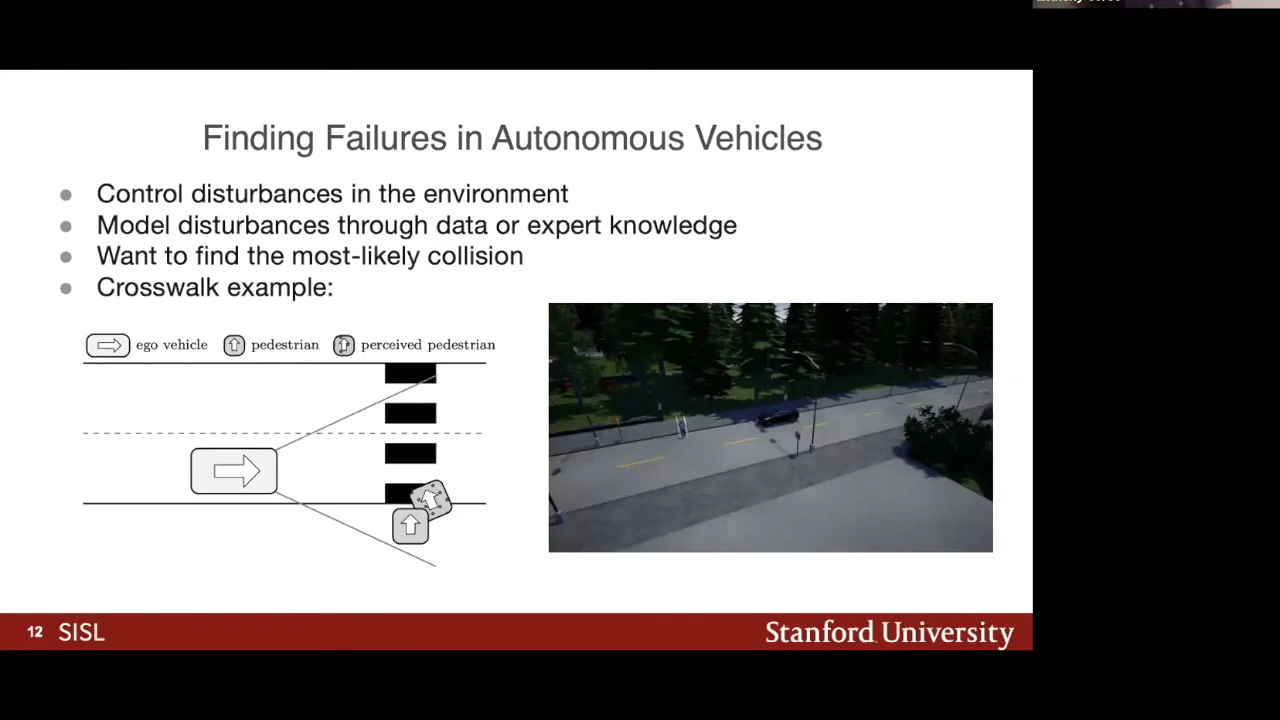 Finding Failures in Autonomous Vehicles
Control disturbances in the environment
Model disturbances through data or expert knowledge
Want to find the most-likely collision
Crosswalk example:
ego vehicle pedestrian perceived pedestrian
12 SISL Stanford University